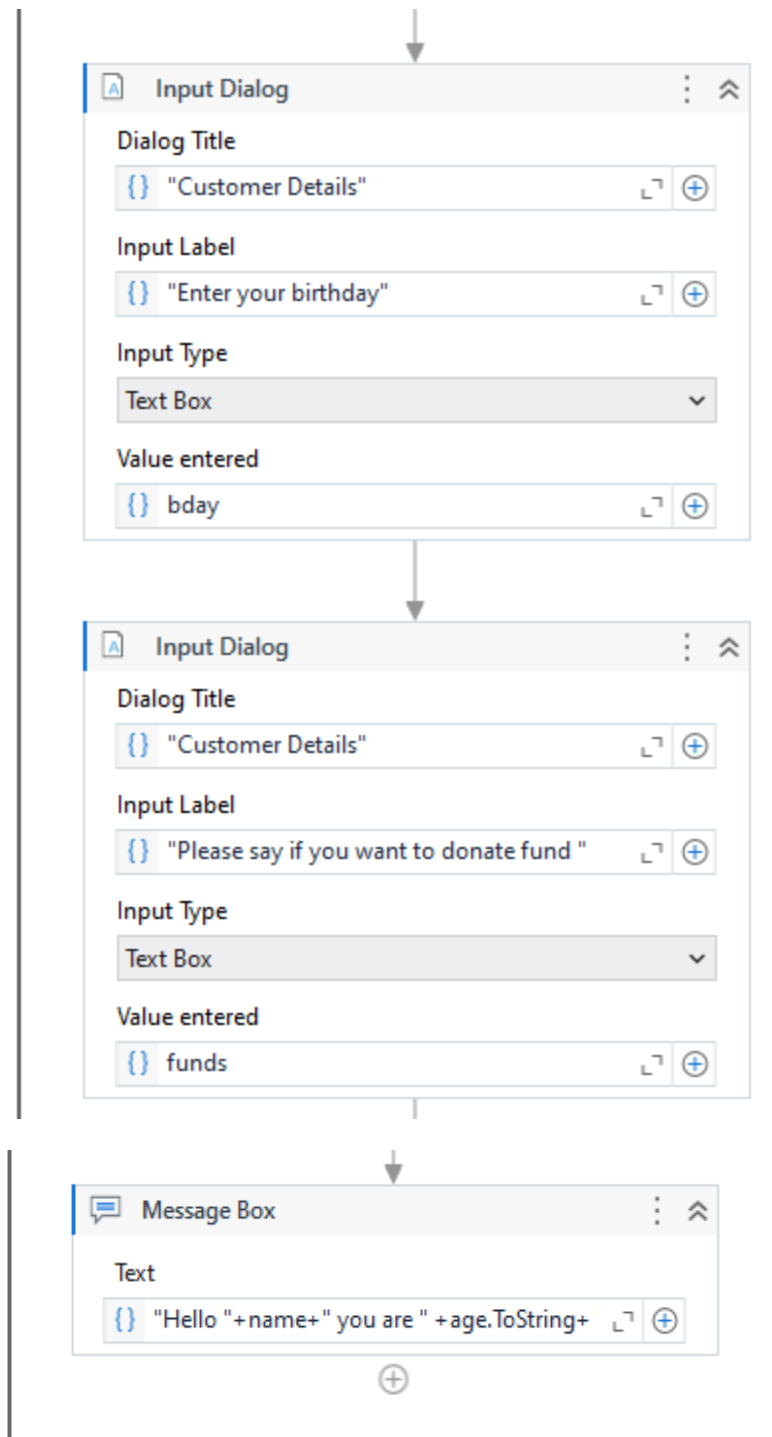 Input Dialog
Dialog Title
{} "Customer Details"
Input Label
{} "Enter your birthday"
Input Type
Text Box
Value entered
{} bday
Input Dialog
Dialog Title
{} "Customer Details"
Input Label
{} "Please say if you want to donate fund "
Input Type
Text Box
Value entered
{} funds
Message Box
Text
{} "Hello "+name+" you are " +age.ToString+